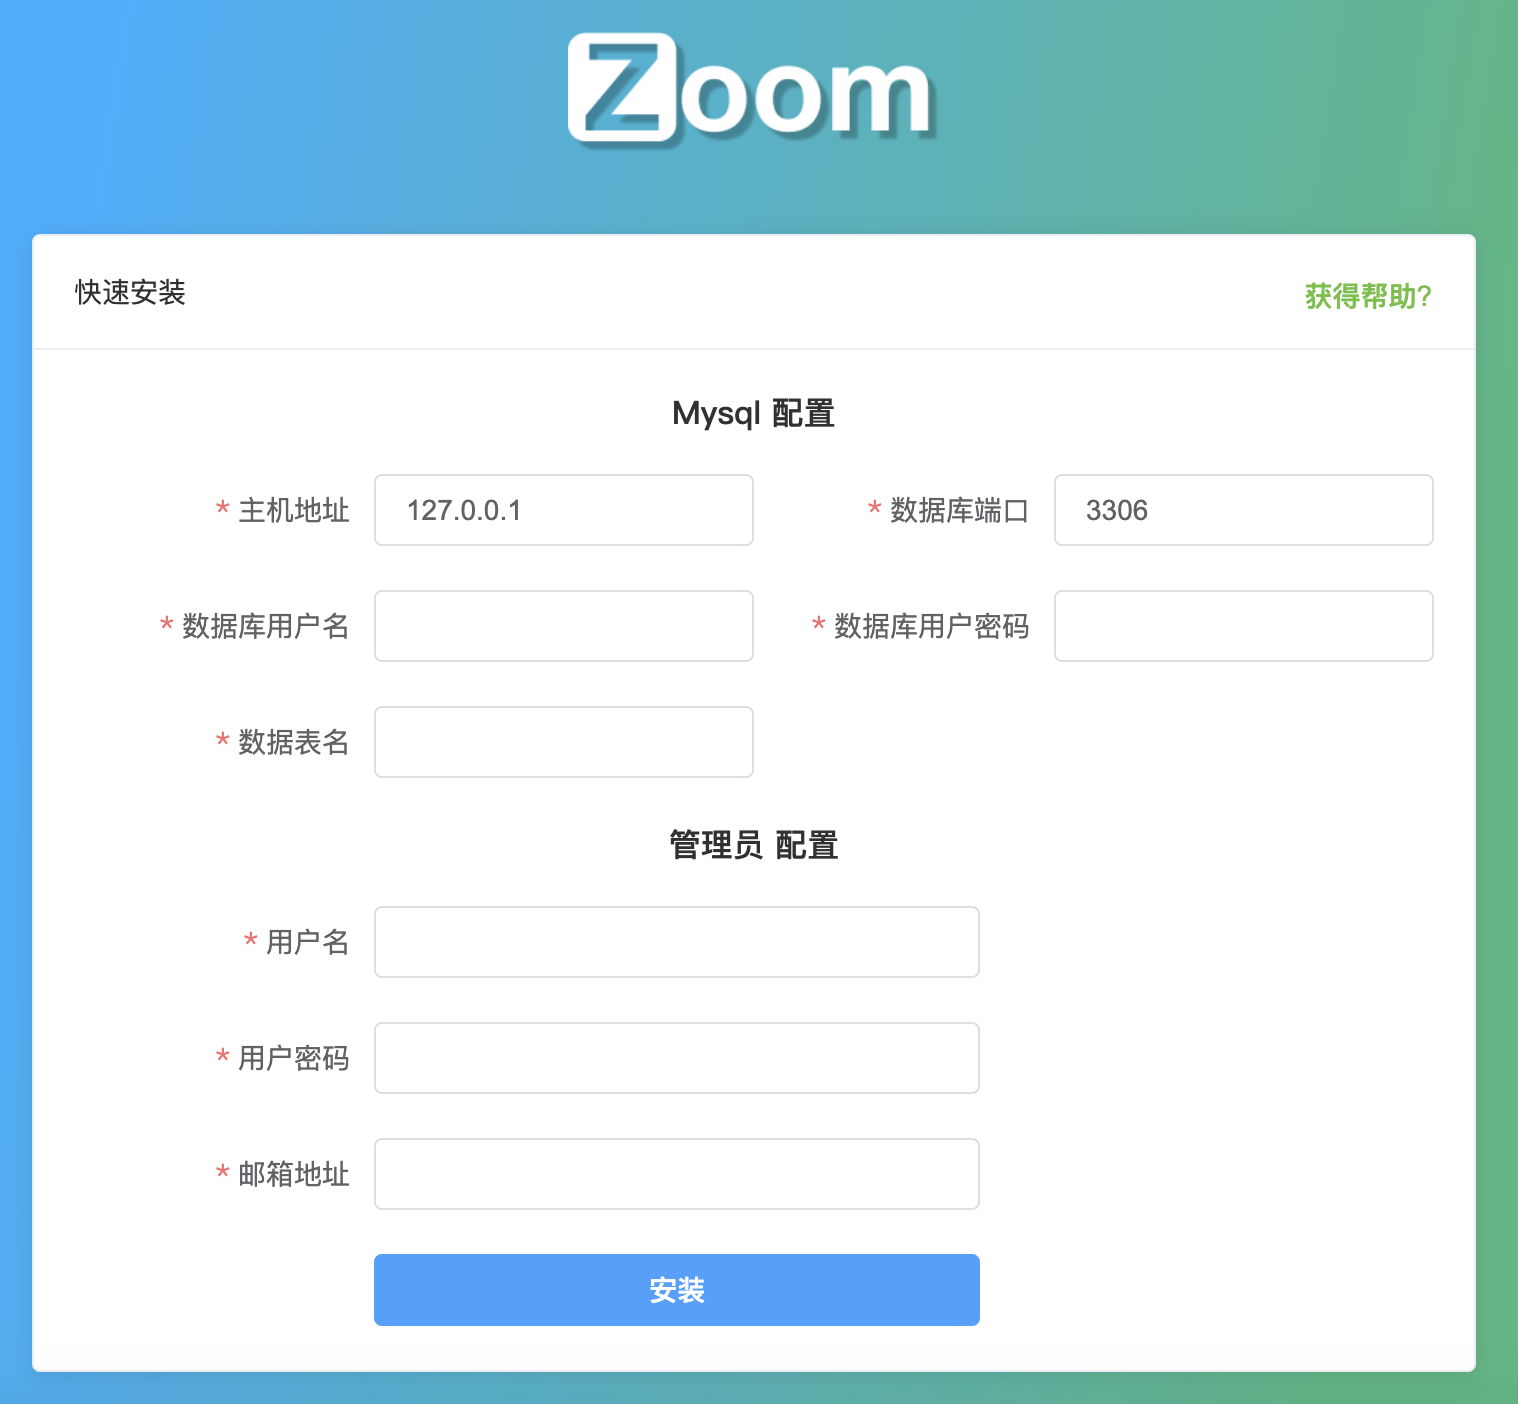 Zoom
快速安装
获得帮助?
Mysql 配置
* 主机地址 127.0.0.1 * 数据库端口 3306
* 数据库用户名 * 数据库用户密码
* 数据表名
管理员 配置
* 用户名
* 用户密码
* 邮箱地址
安装